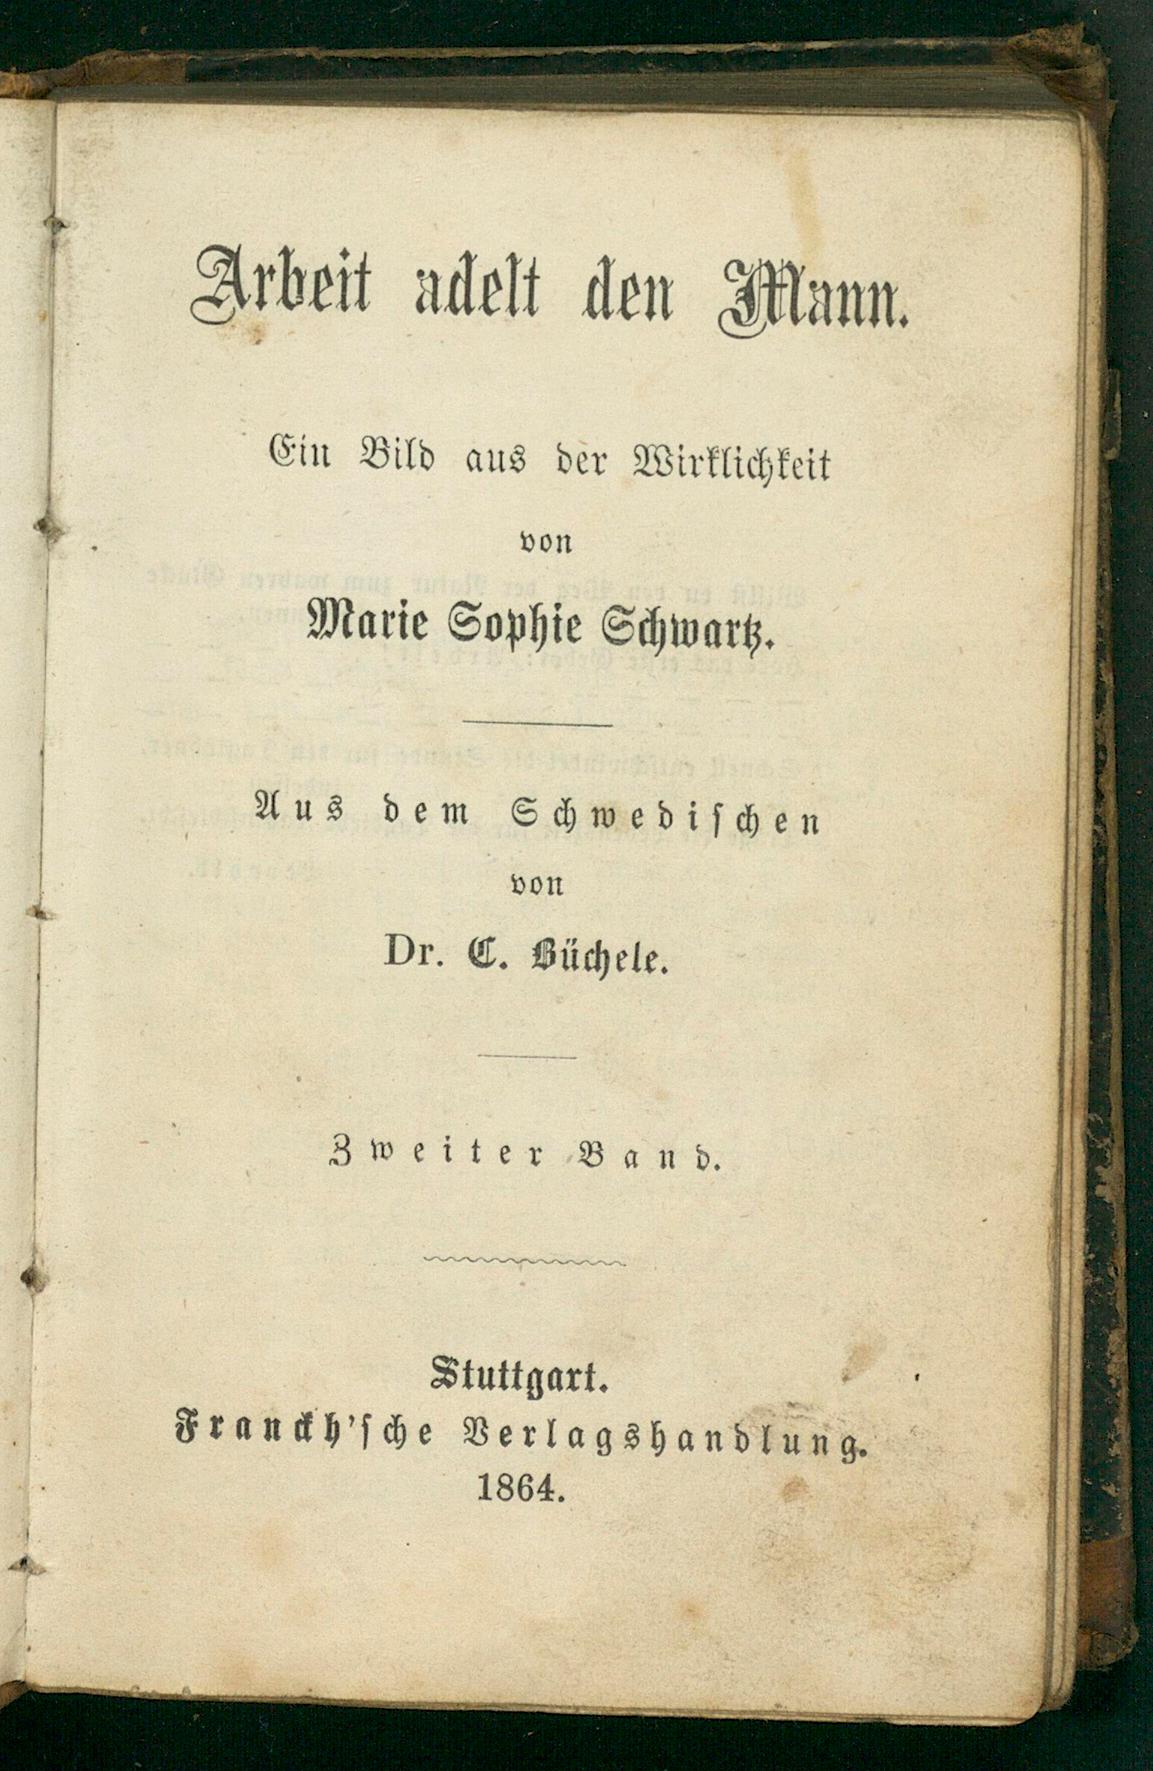 Arbeit adelt den Mann.
Ein Bild aus der Wirklichkeit
von
Marie Sophie Schwartz.
Aus dem Schwedischen
von
Dr. C. Büchele.
Zweiter Band.
Stuttgart.
Franckh'sche Verlagshandlung.
1864.